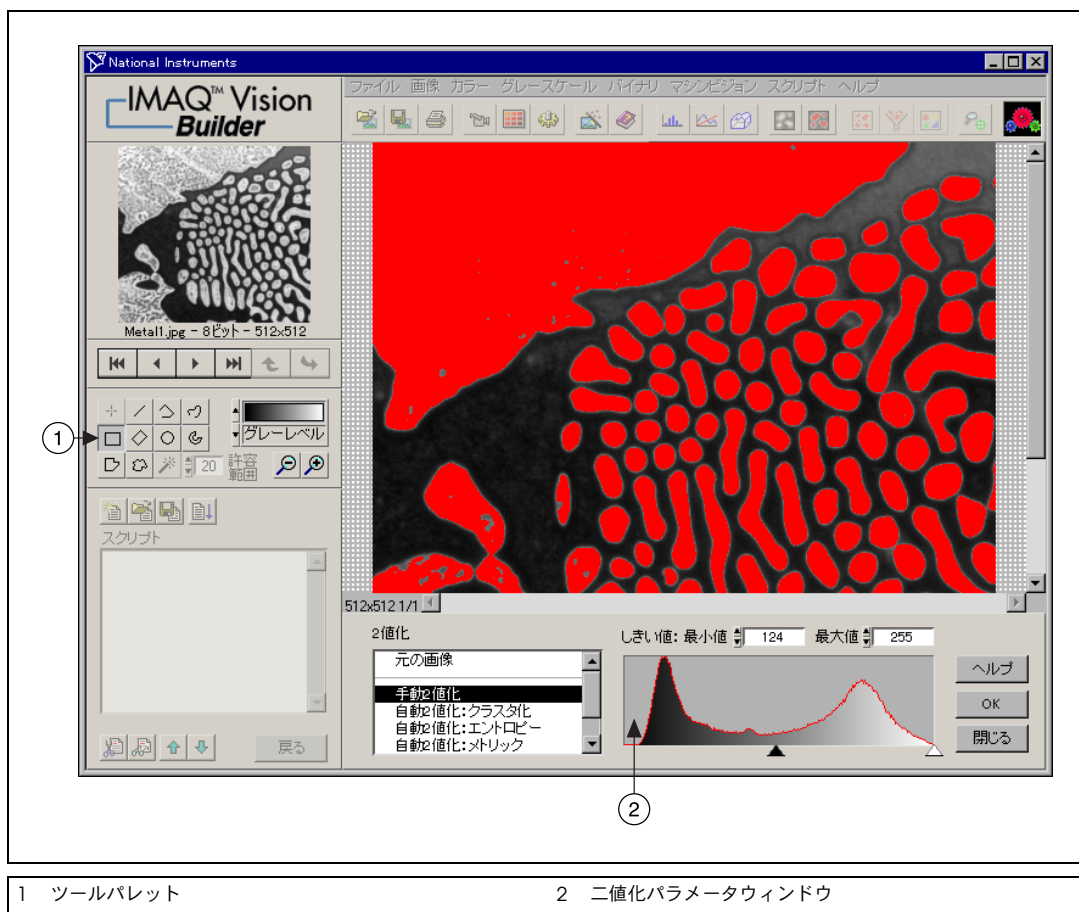 National Instruments
IMAQ™ Vision
Builder
ファイル 画像 カラー グレースケール バイナリ マシンビジョン スクリプト ヘルプ
Metal1.jpg - 8ビット - 512x512
1
グレーレベル
20 許容範囲
スクリプト
戻る
512x512 1/1
2値化
元の画像
手動2値化
自動2値化:クラスタ化
自動2値化:エントロピー
自動2値化:メトリック
しきい値: 最小値 124 最大値 255
ヘルプ
OK
閉じる
2
1 ツールパレット 2 二値化パラメータウィンドウ